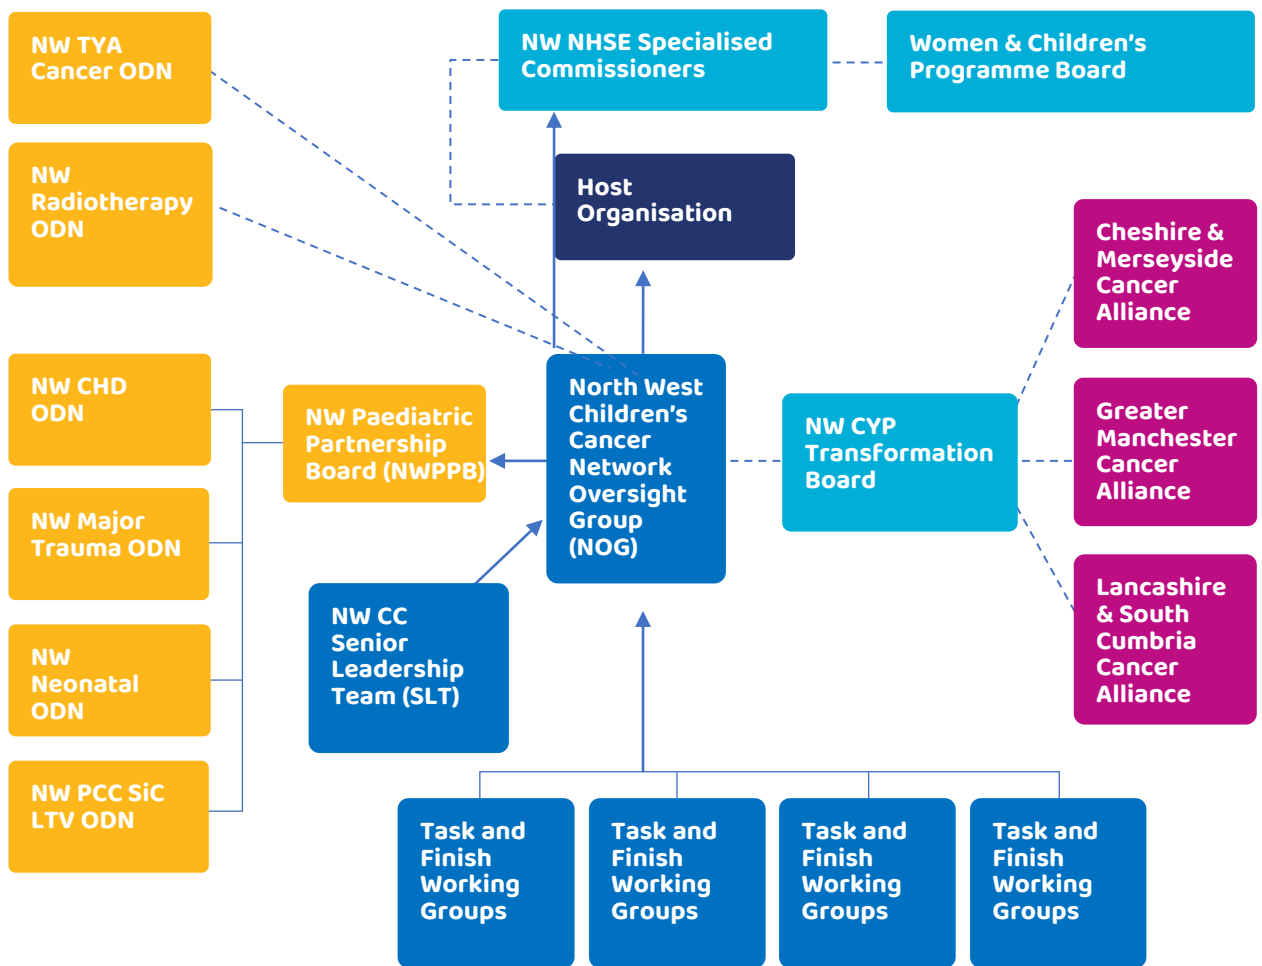 NW TYA
Cancer ODN
NW NHSE Specialised
Commissioners
Women & Children’s
Programme Board
NW
Radiotherapy
ODN
Host
Organisation
Cheshire &
Merseyside
Cancer
Alliance
NW CHD
ODN
NW Paediatric
Partnership
Board (NWPPB)
North West
Children’s
Cancer
Network
Oversight
Group
(NOG)
NW CYP
Transformation
Board
Greater
Manchester
Cancer
Alliance
NW Major
Trauma ODN
NW CC
Senior
Leadership
Team (SLT)
Lancashire
& South
Cumbria
Cancer
Alliance
NW
Neonatal
ODN
NW PCC SiC
LTV ODN
Task and
Finish
Working
Groups
Task and
Finish
Working
Groups
Task and
Finish
Working
Groups
Task and
Finish
Working
Groups